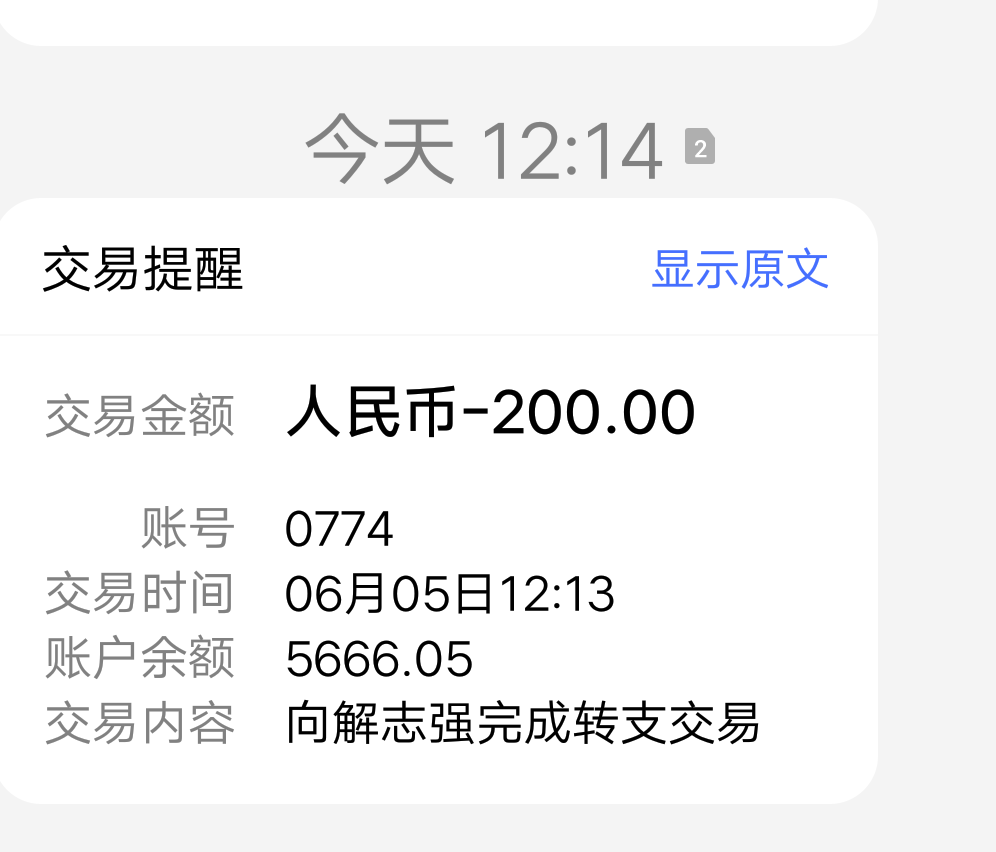 今天 12:14 2
交易提醒 显示原文
交易金额 人民币-200.00
账号 0774
交易时间 06月05日12:13
账户余额 5666.05
交易内容 向解志强完成转支交易